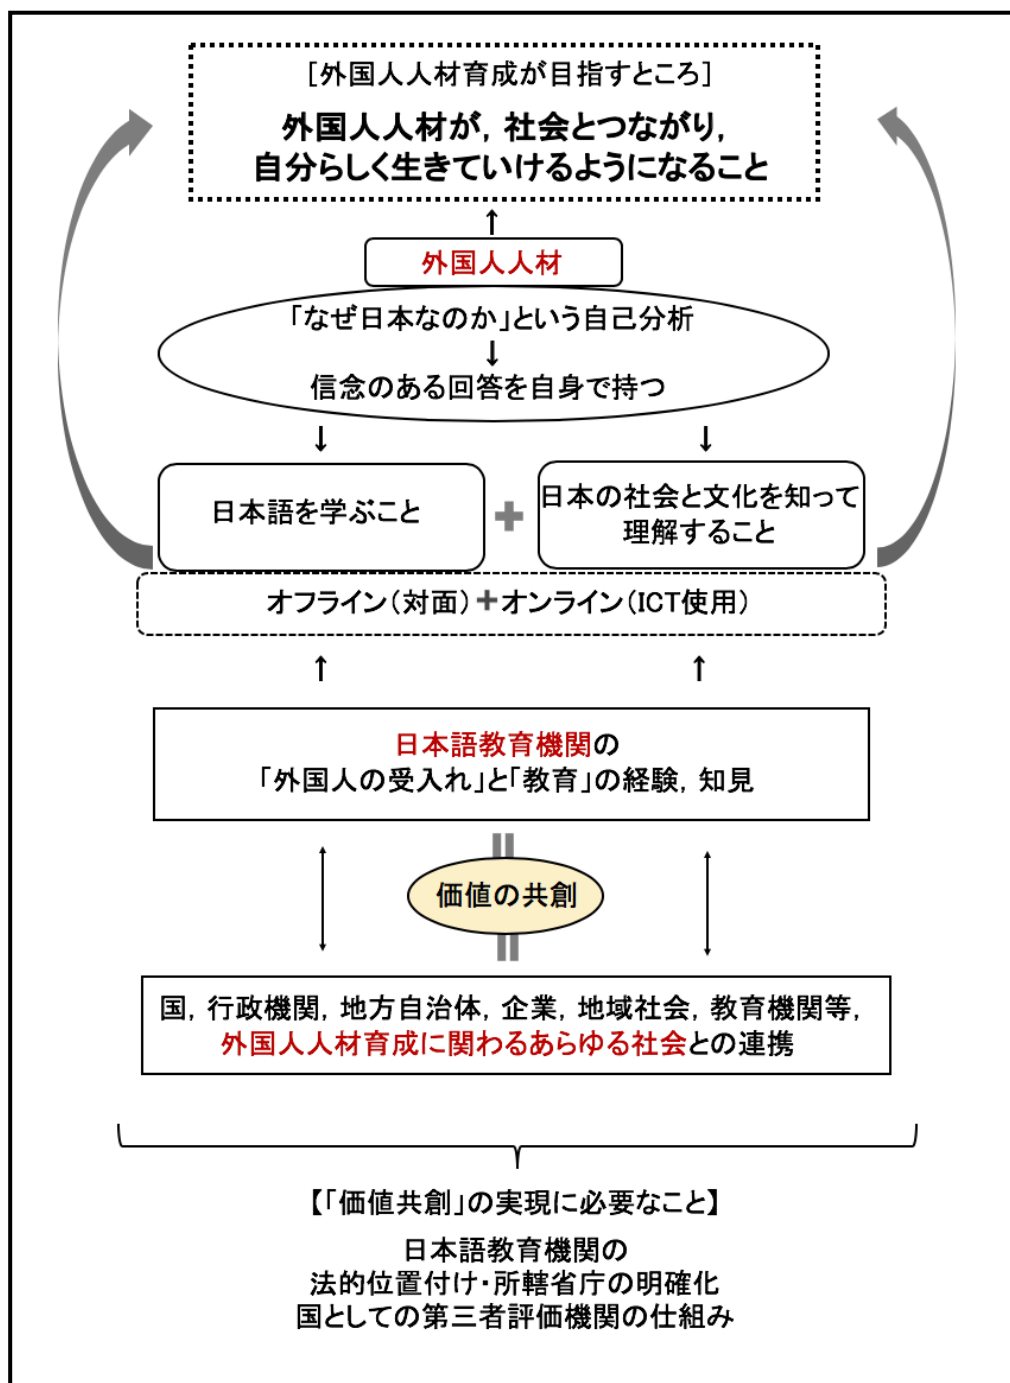 [外国人人材育成が目指すところ]
外国人人材が，社会とつながり，
自分らしく生きていけるようになること
外国人人材
「なぜ日本なのか」という自己分析
信念のある回答を自身で持つ
日本語を学ぶこと
日本の社会と文化を知って
理解すること
オフライン（対面）＋オンライン（ICT使用）
日本語教育機関の
「外国人の受入れ」と「教育」の経験，知見
価値の共創
国，行政機関，地方自治体，企業，地域社会，教育機関等，
外国人人材育成に関わるあらゆる社会との連携
【「価値共創」の実現に必要なこと】
日本語教育機関の
法的位置付け・所轄省庁の明確化
国としての第三者評価機関の仕組み